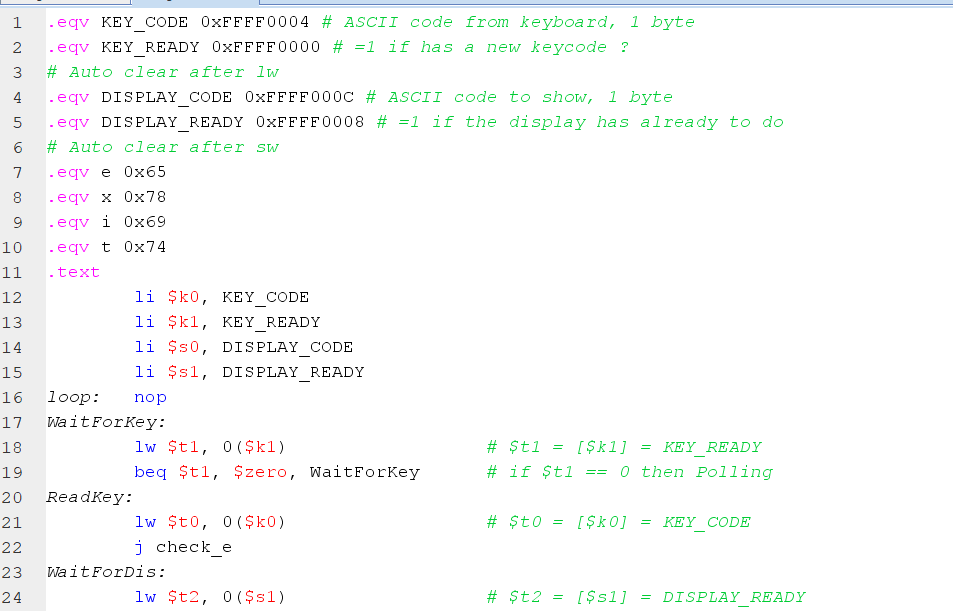 1 .eqv KEY_CODE 0xFFFF0004 # ASCII code from keyboard, 1 byte
2 .eqv KEY_READY 0xFFFF0000 # =1 if has a new keycode ?
3 # Auto clear after lw
4 .eqv DISPLAY_CODE 0xFFFF000C # ASCII code to show, 1 byte
5 .eqv DISPLAY_READY 0xFFFF0008 # =1 if the display has already to do
6 # Auto clear after sw
7 .eqv e 0x65
8 .eqv x 0x78
9 .eqv i 0x69
10 .eqv t 0x74
11 .text
12 li $k0, KEY_CODE
13 li $k1, KEY_READY
14 li $s0, DISPLAY_CODE
15 li $s1, DISPLAY_READY
16 loop: nop
17 WaitForKey:
18 lw $t1, 0($k1) # $t1 = [$k1] = KEY_READY
19 beq $t1, $zero, WaitForKey # if $t1 == 0 then Polling
20 ReadKey:
21 lw $t0, 0($k0) # $t0 = [$k0] = KEY_CODE
22 j check_e
23 WaitForDis:
24 lw $t2, 0($s1) # $t2 = [$s1] = DISPLAY_READY